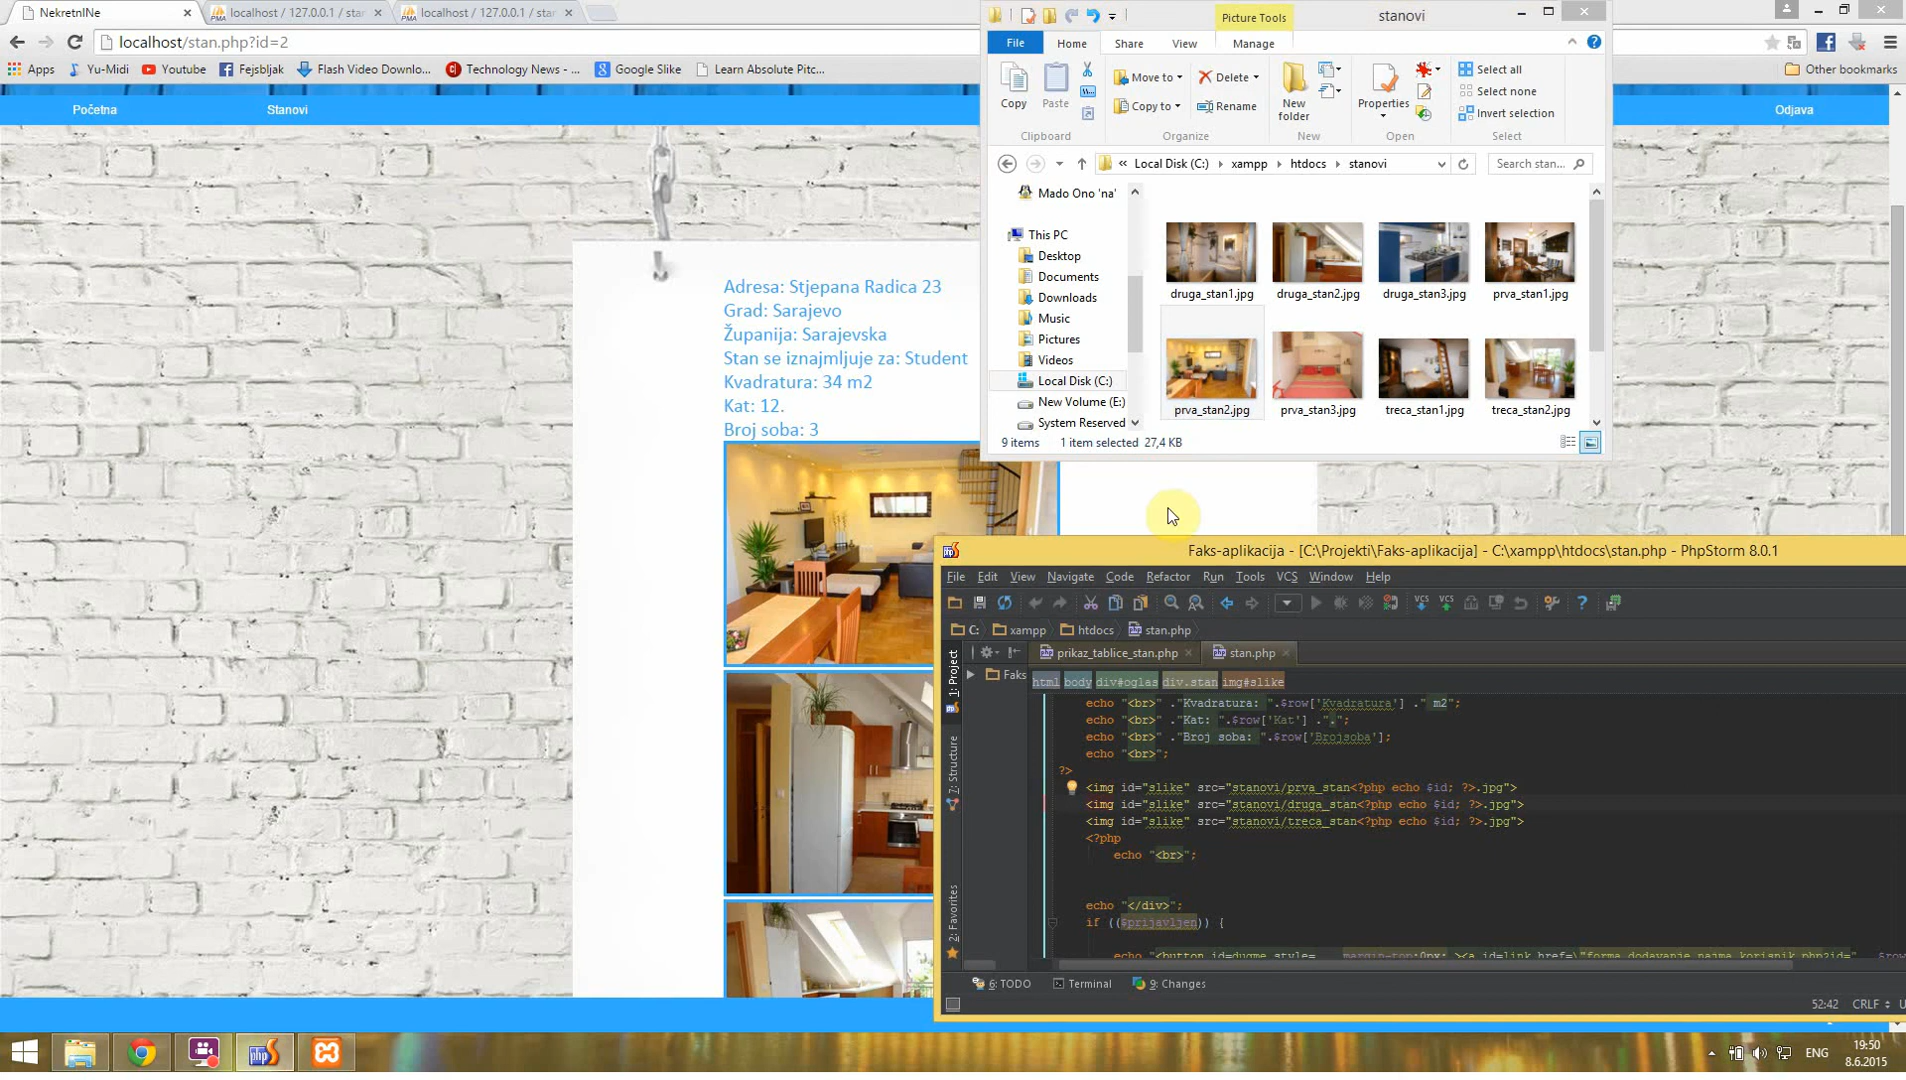 NekretnINe
localhost / 127.0.0.1 / star
localhost / 127.0.0.1 / stan
localhost/stan.php?id=2
Apps
Yu-Midi
Youtube
Fejsbljak
Flash Video Downlo...
Technology News - ...
Google Slike
Learn Absolute Pitc...
Other bookmarks
Početna
Stanovi
Odjava
Adresa: Stjepana Radica 23
Grad: Sarajevo
Županija: Sarajevska
Stan se iznajmljuje za: Student
Kvadratura: 34 m2
Kat: 12.
Broj soba: 3
Picture Tools
stanovi
File
Home
Share
View
Manage
Copy
Paste
Move to
Copy to
Delete
Rename
New
folder
Properties
Select all
Select none
Invert selection
Clipboard
Organize
New
Open
Select
« Local Disk (C:)
xampp
htdocs
stanovi
Search stan...
Mado Ono 'na'
This PC
Desktop
Documents
Downloads
Music
Pictures
Videos
Local Disk (C:)
New Volume (E:)
System Reserved
druga_stan1.jpg
druga_stan2.jpg
druga_stan3.jpg
prva_stan1.jpg
prva_stan2.jpg
prva_stan3.jpg
treca_stan1.jpg
treca_stan2.jpg
9 items
1 item selected 27,4 KB
Faks-aplikacija - [C:\Projekti\Faks-aplikacija] - C:\xampp\htdocs\stan.php - PhpStorm 8.0.1
File Edit View Navigate Code Refactor Run Tools VCS Window Help
C:
xampp
htdocs
stan.php
prikaz_tablice_stan.php
stan.php
1: Project
Faks
html body div#oglas div.stan img#slike
echo "<br>" ."Kvadratura: ".$row['Kvadratura'] ." m2";
echo "<br>" ."Kat: ".$row['Kat'] .".";
echo "<br>" ."Broj soba: ".$row['Brojsoba'];
echo "<br>";
?>
<img id="slike" src="stanovi/prva_stan<?php echo $id; ?>.jpg">
<img id="slike" src="stanovi/druga_stan<?php echo $id; ?>.jpg">
<img id="slike" src="stanovi/treca_stan<?php echo $id; ?>.jpg">
<?php
echo "<br>";
echo "</div>";
if (($prijavljen)) {
7: Structure
2: Favorites
6: TODO
Terminal
9: Changes
52:42
CRLF
ENG
19:50
8.6.2015